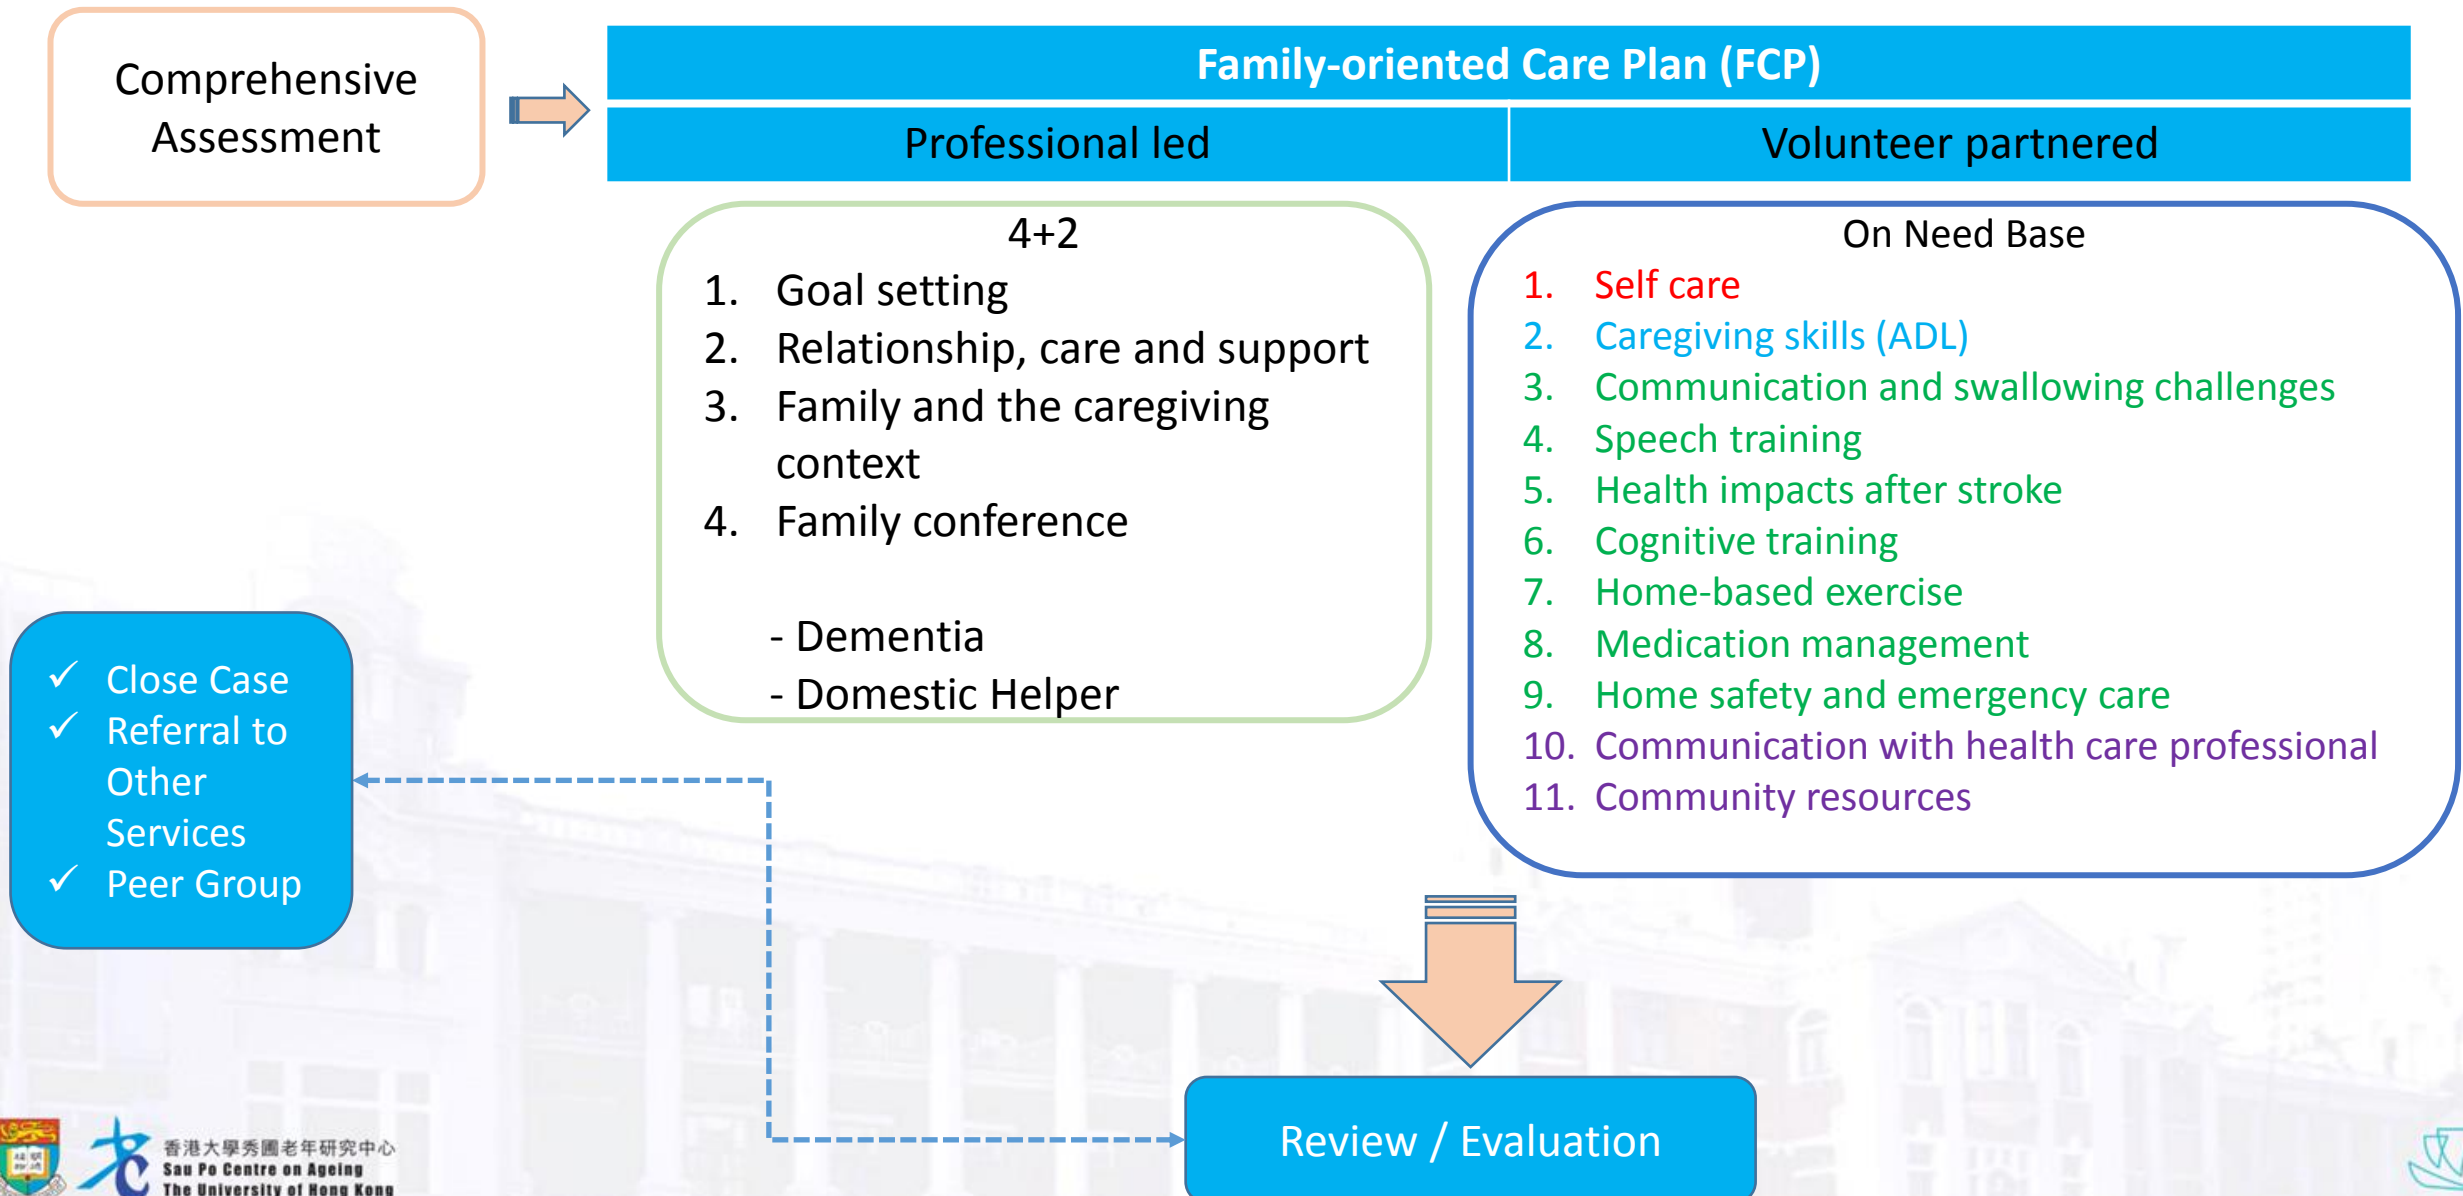 Comprehensive
Assessment
Family-oriented Care Plan (FCP)
Professional led
Volunteer partnered
4+2
1. Goal setting
2. Relationship, care and support
3. Family and the caregiving
context
4. Family conference
- Dementia
- Domestic Helper
On Need Base
1. Self care
2. Caregiving skills (ADL)
3. Communication and swallowing challenges
4. Speech training
5. Health impacts after stroke
6. Cognitive training
7. Home-based exercise
8. Medication management
9. Home safety and emergency care
10. Communication with health care professional
11. Community resources
✓ Close Case
✓ Referral to
Other
Services
✓ Peer Group
Review / Evaluation
香港大學秀圃老年研究中心
Sau Po Centre on Ageing
The University of Hong Kong